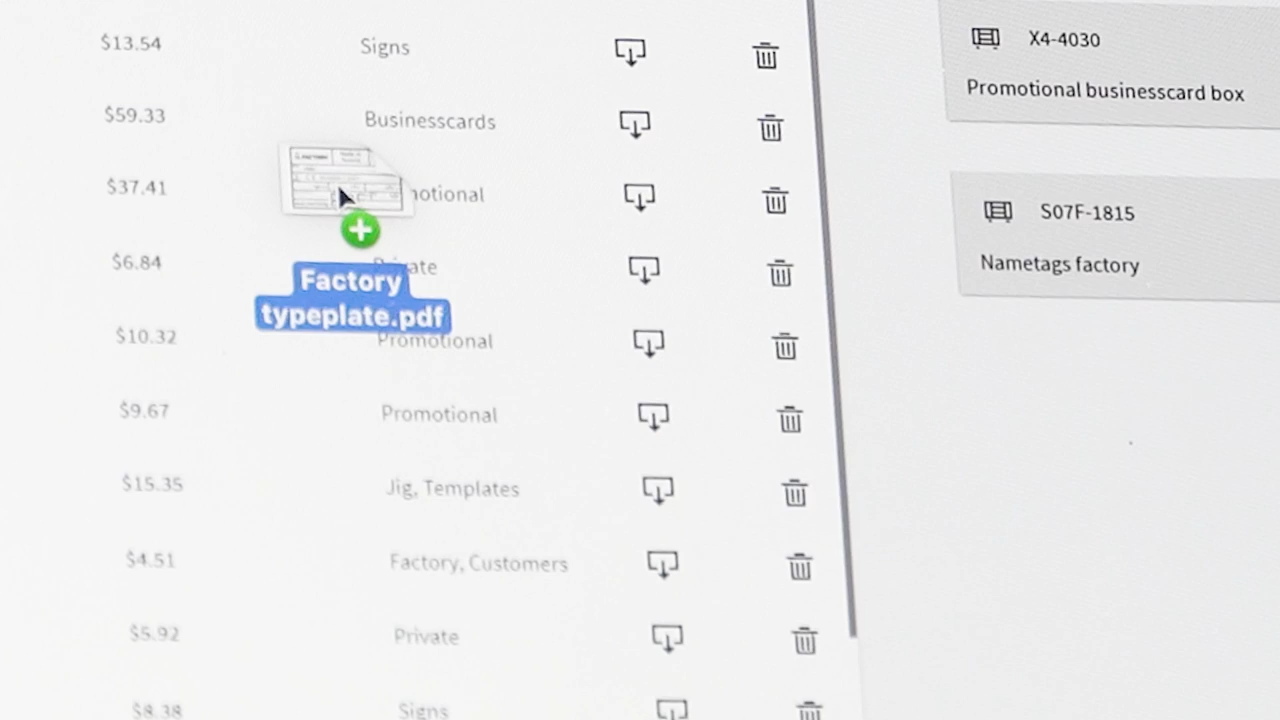 $13.54 Signs
$59.33 Businesscards
$37.41 notional
$6.84 Private
Factory
typeplate.pdf
$10.32 Promotional
$9.67 Promotional
$15.35 Jig, Templates
$4.51 Factory, Customers
$5.92 Private
$8.38 Signs
X4-4030
Promotional businesscard box
S07F-1815
Nametags factory